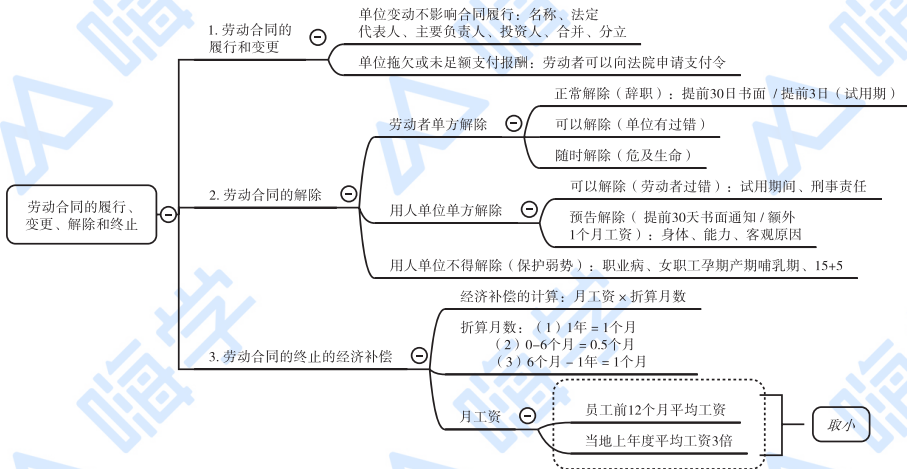 劳动合同的履行、
变更、解除和终止
1. 劳动合同的
履行和变更
单位变动不影响合同履行：名称、法定
代表人、主要负责人、投资人、合并、分立
单位拖欠或未足额支付报酬：劳动者可以向法院申请支付令
2. 劳动合同的解除
劳动者单方解除
正常解除（辞职）：提前30日书面 / 提前3日（试用期）
可以解除（单位有过错）
随时解除（危及生命）
用人单位单方解除
可以解除（劳动者过错）：试用期间、刑事责任
预告解除（ 提前30天书面通知 / 额外
1个月工资）：身体、能力、客观原因
用人单位不得解除（保护弱势）：职业病、女职工孕期产期哺乳期、15+5
3. 劳动合同的终止的经济补偿
经济补偿的计算：月工资 × 折算月数
折算月数：（1）1年 = 1个月
（2）0-6个月 = 0.5个月
（3）6个月 - 1年 = 1个月
月工资
员工前12个月平均工资
当地上年度平均工资3倍
取小
嗨学
嗨学
嗨学
嗨学